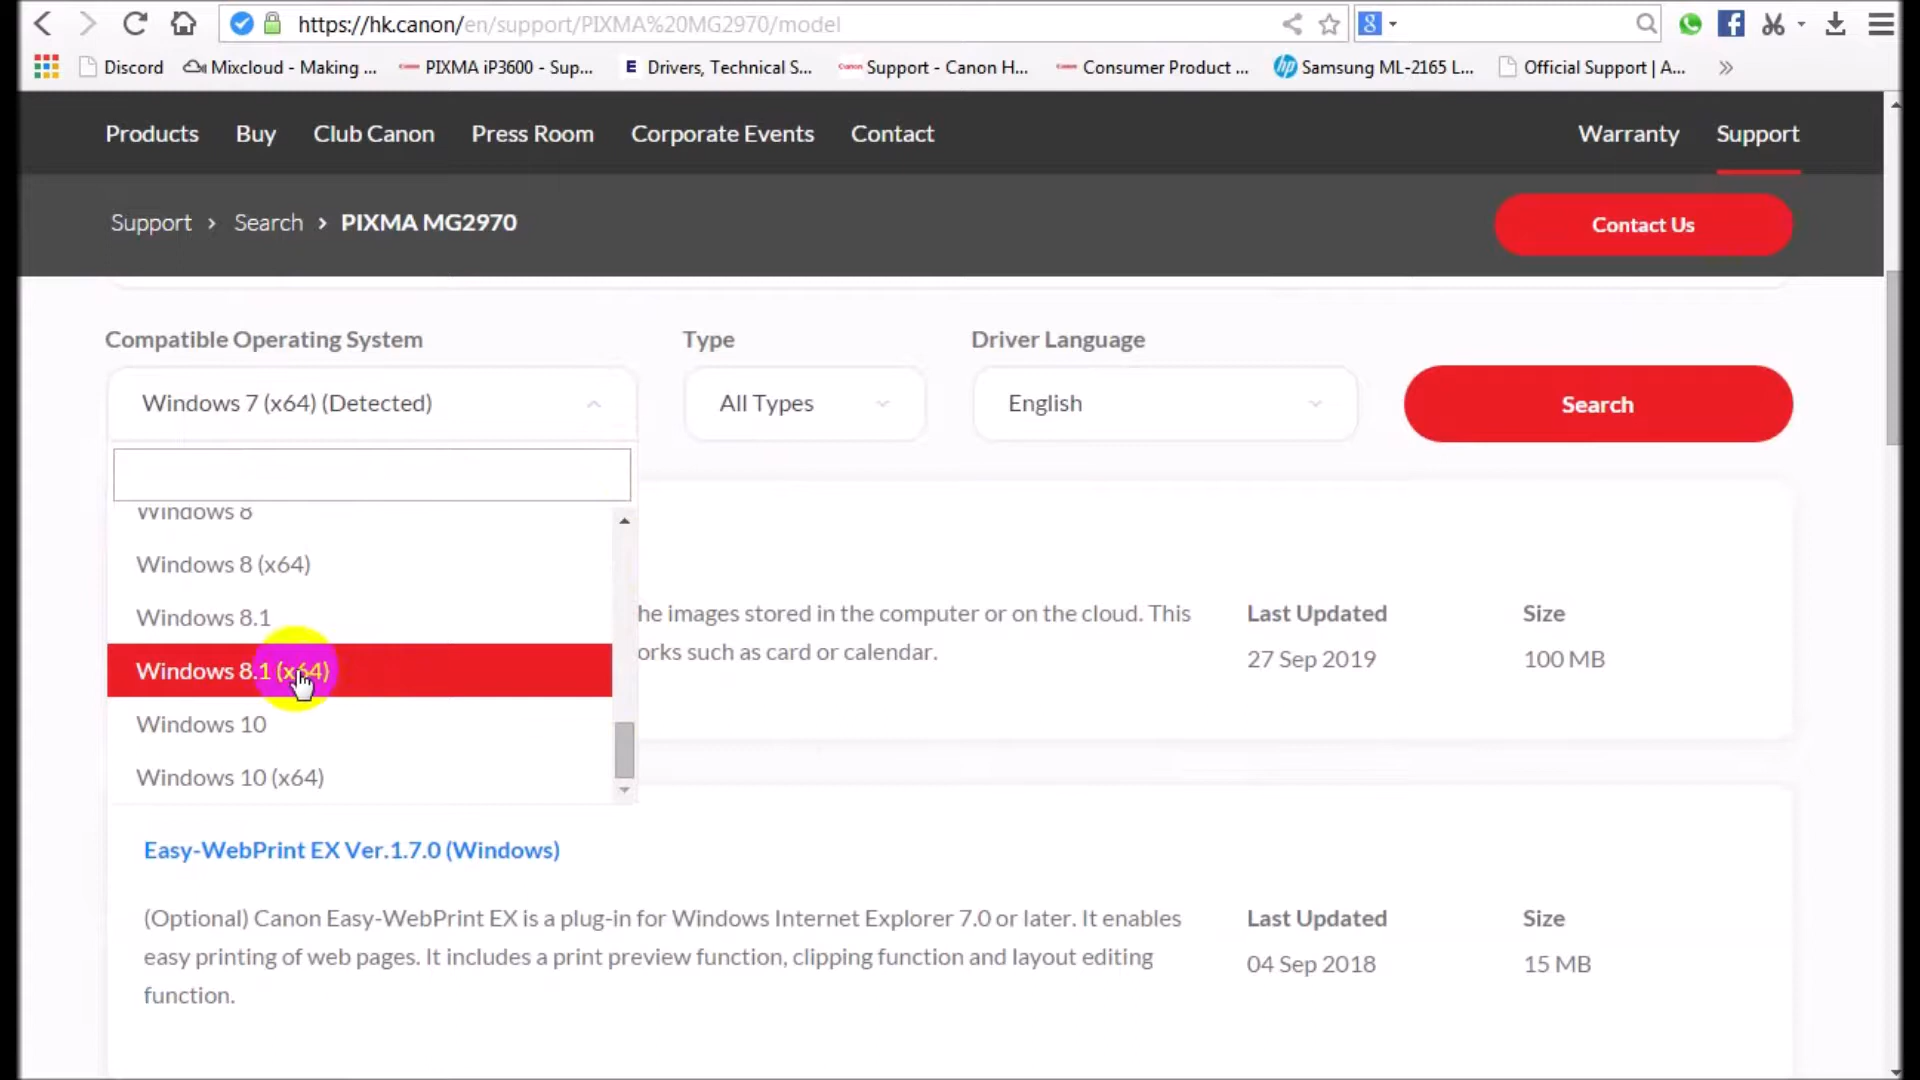 https://hk.canon/en/support/PIXMA%20MG2970/model
Discord
Mixcloud - Making ...
PIXMA iP3600 - Sup...
E Drivers, Technical S...
Canon Support - Canon H...
Consumer Product ...
hp Samsung ML-2165 L...
Official Support | A...
Products Buy Club Canon Press Room Corporate Events Contact Warranty Support
Support › Search › PIXMA MG2970
Contact Us
Compatible Operating System Type Driver Language
Windows 7 (x64) (Detected) All Types English Search
Windows 8
Windows 8 (x64)
Windows 8.1
Windows 8.1 (x64)
Windows 10
Windows 10 (x64)
he images stored in the computer or on the cloud. This
orks such as card or calendar.
Last Updated Size
27 Sep 2019 100 MB
Easy-WebPrint EX Ver.1.7.0 (Windows)
(Optional) Canon Easy-WebPrint EX is a plug-in for Windows Internet Explorer 7.0 or later. It enables
easy printing of web pages. It includes a print preview function, clipping function and layout editing
function.
Last Updated Size
04 Sep 2018 15 MB